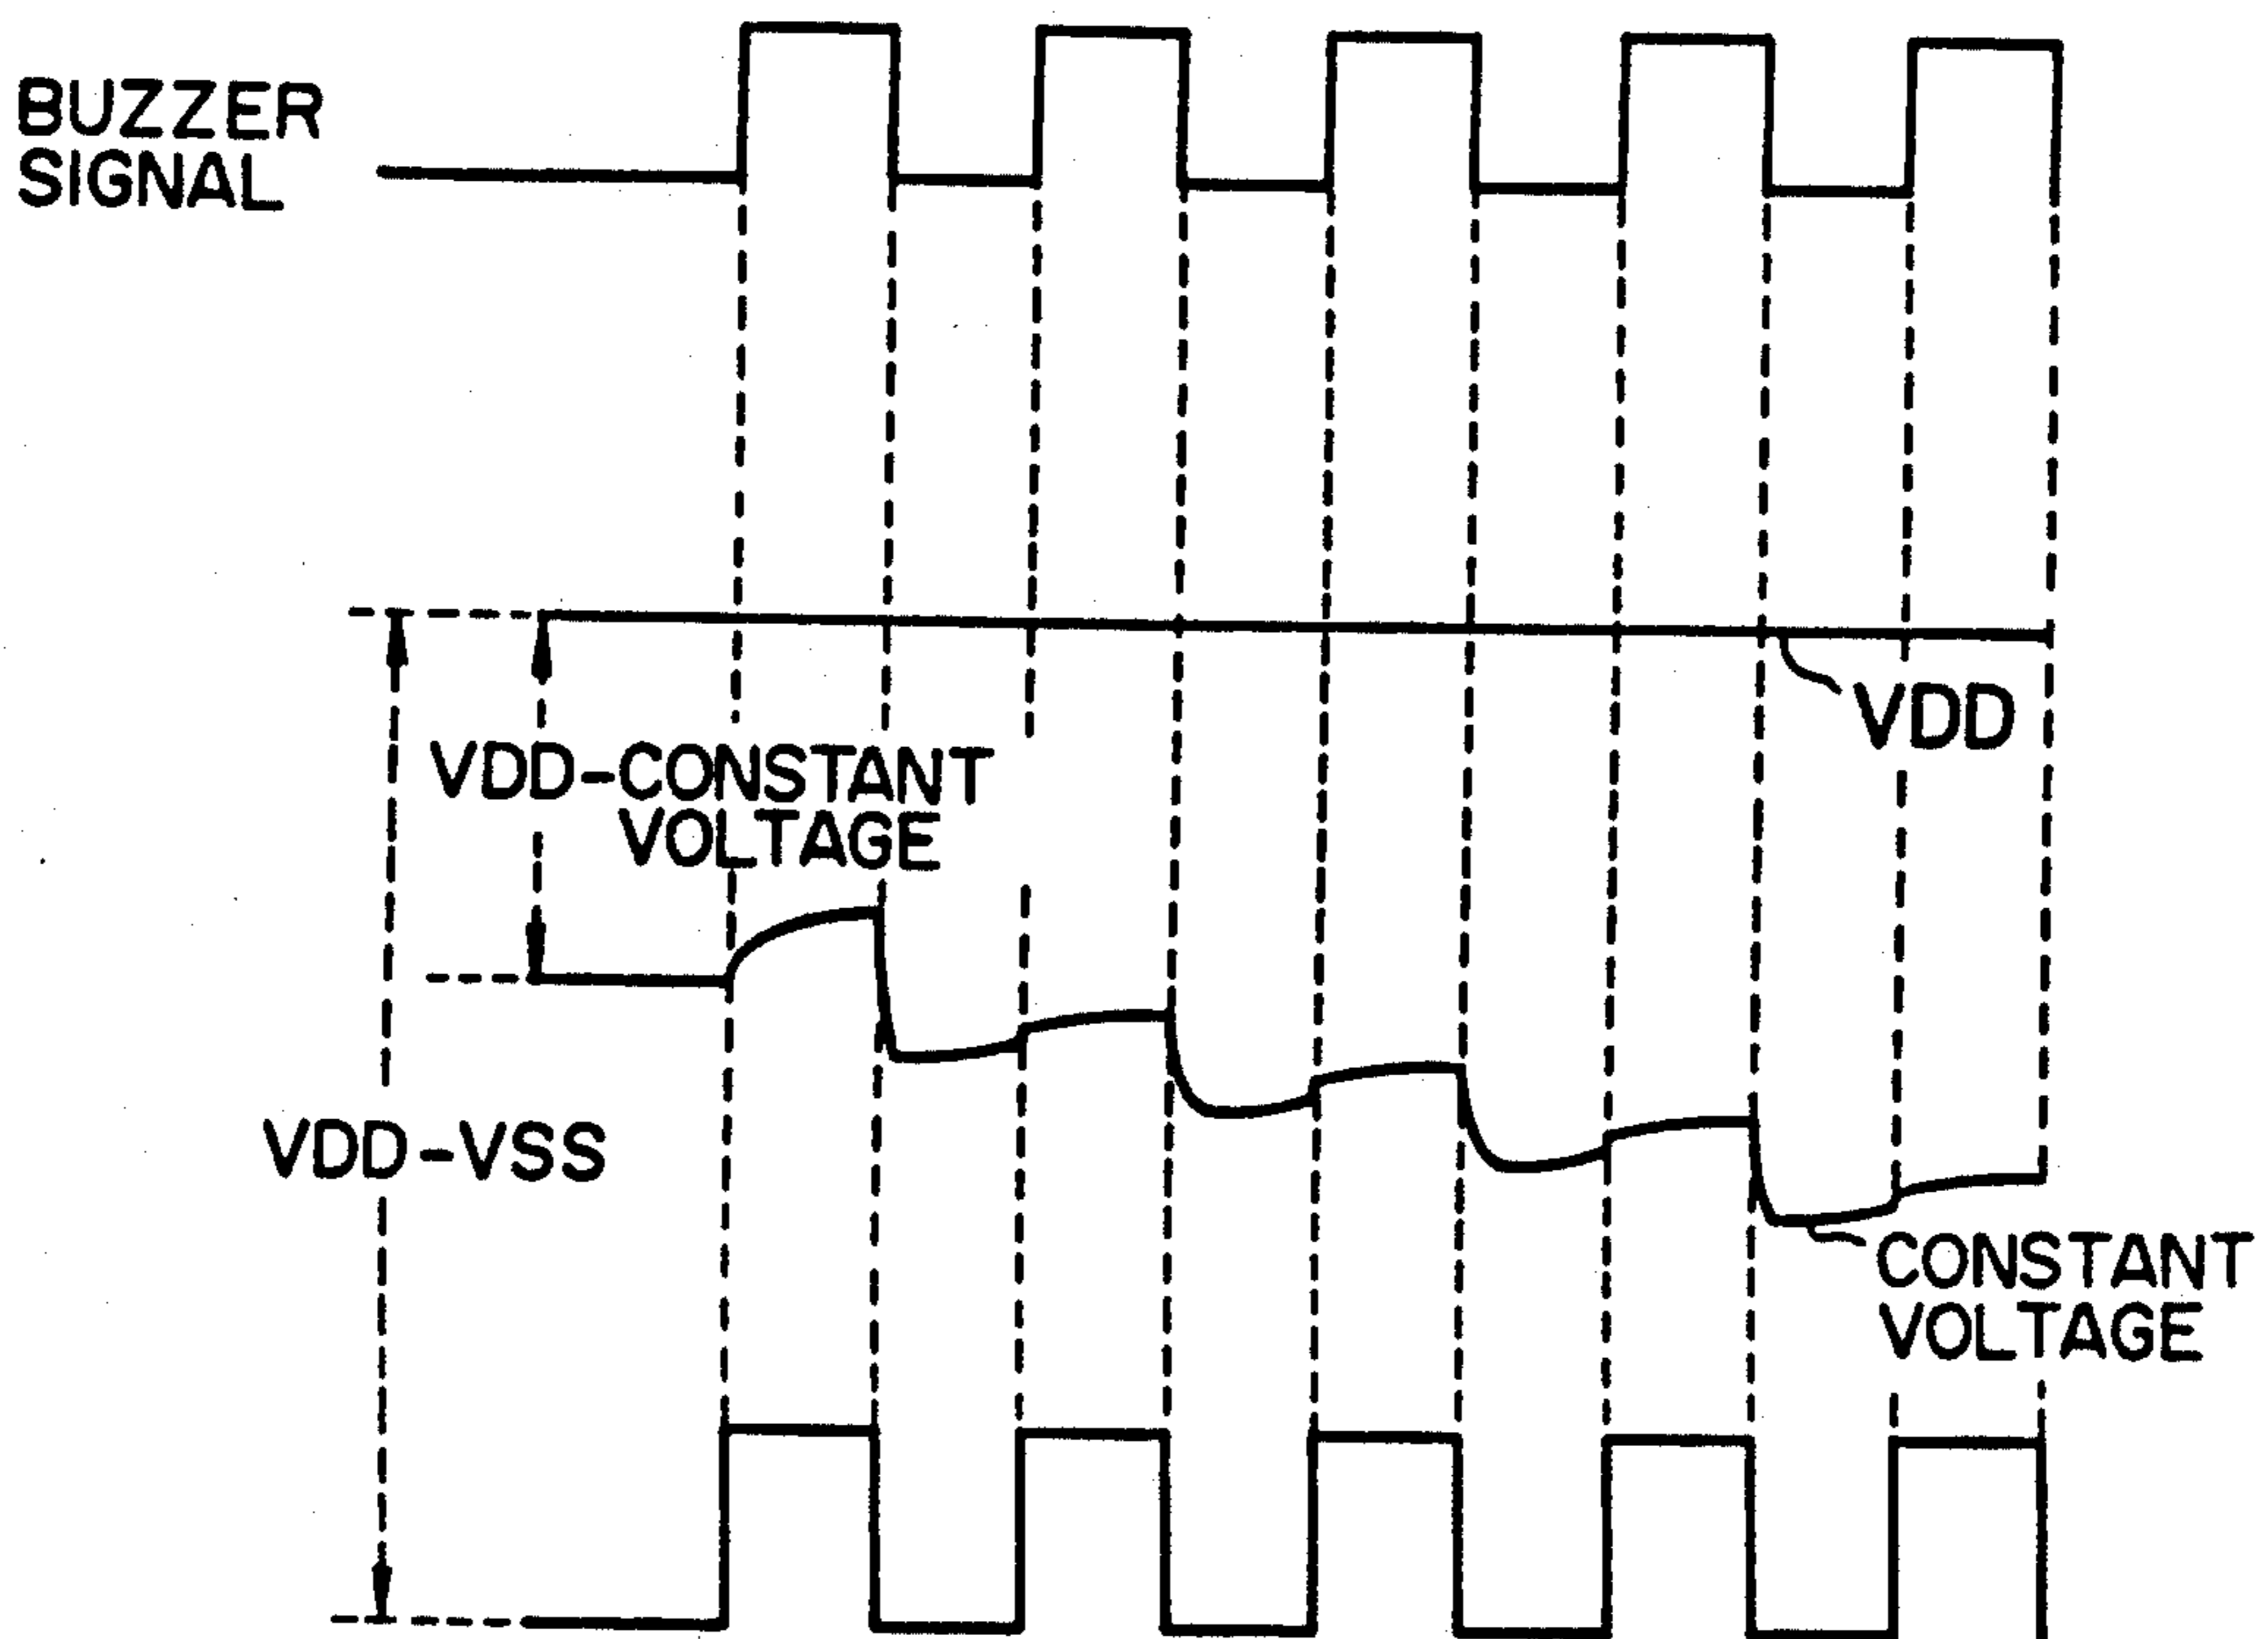 BUZZER
SIGNAL
VDD
VDD-CONSTANT
VOLTAGE
VDD-VSS
CONSTANT
VOLTAGE